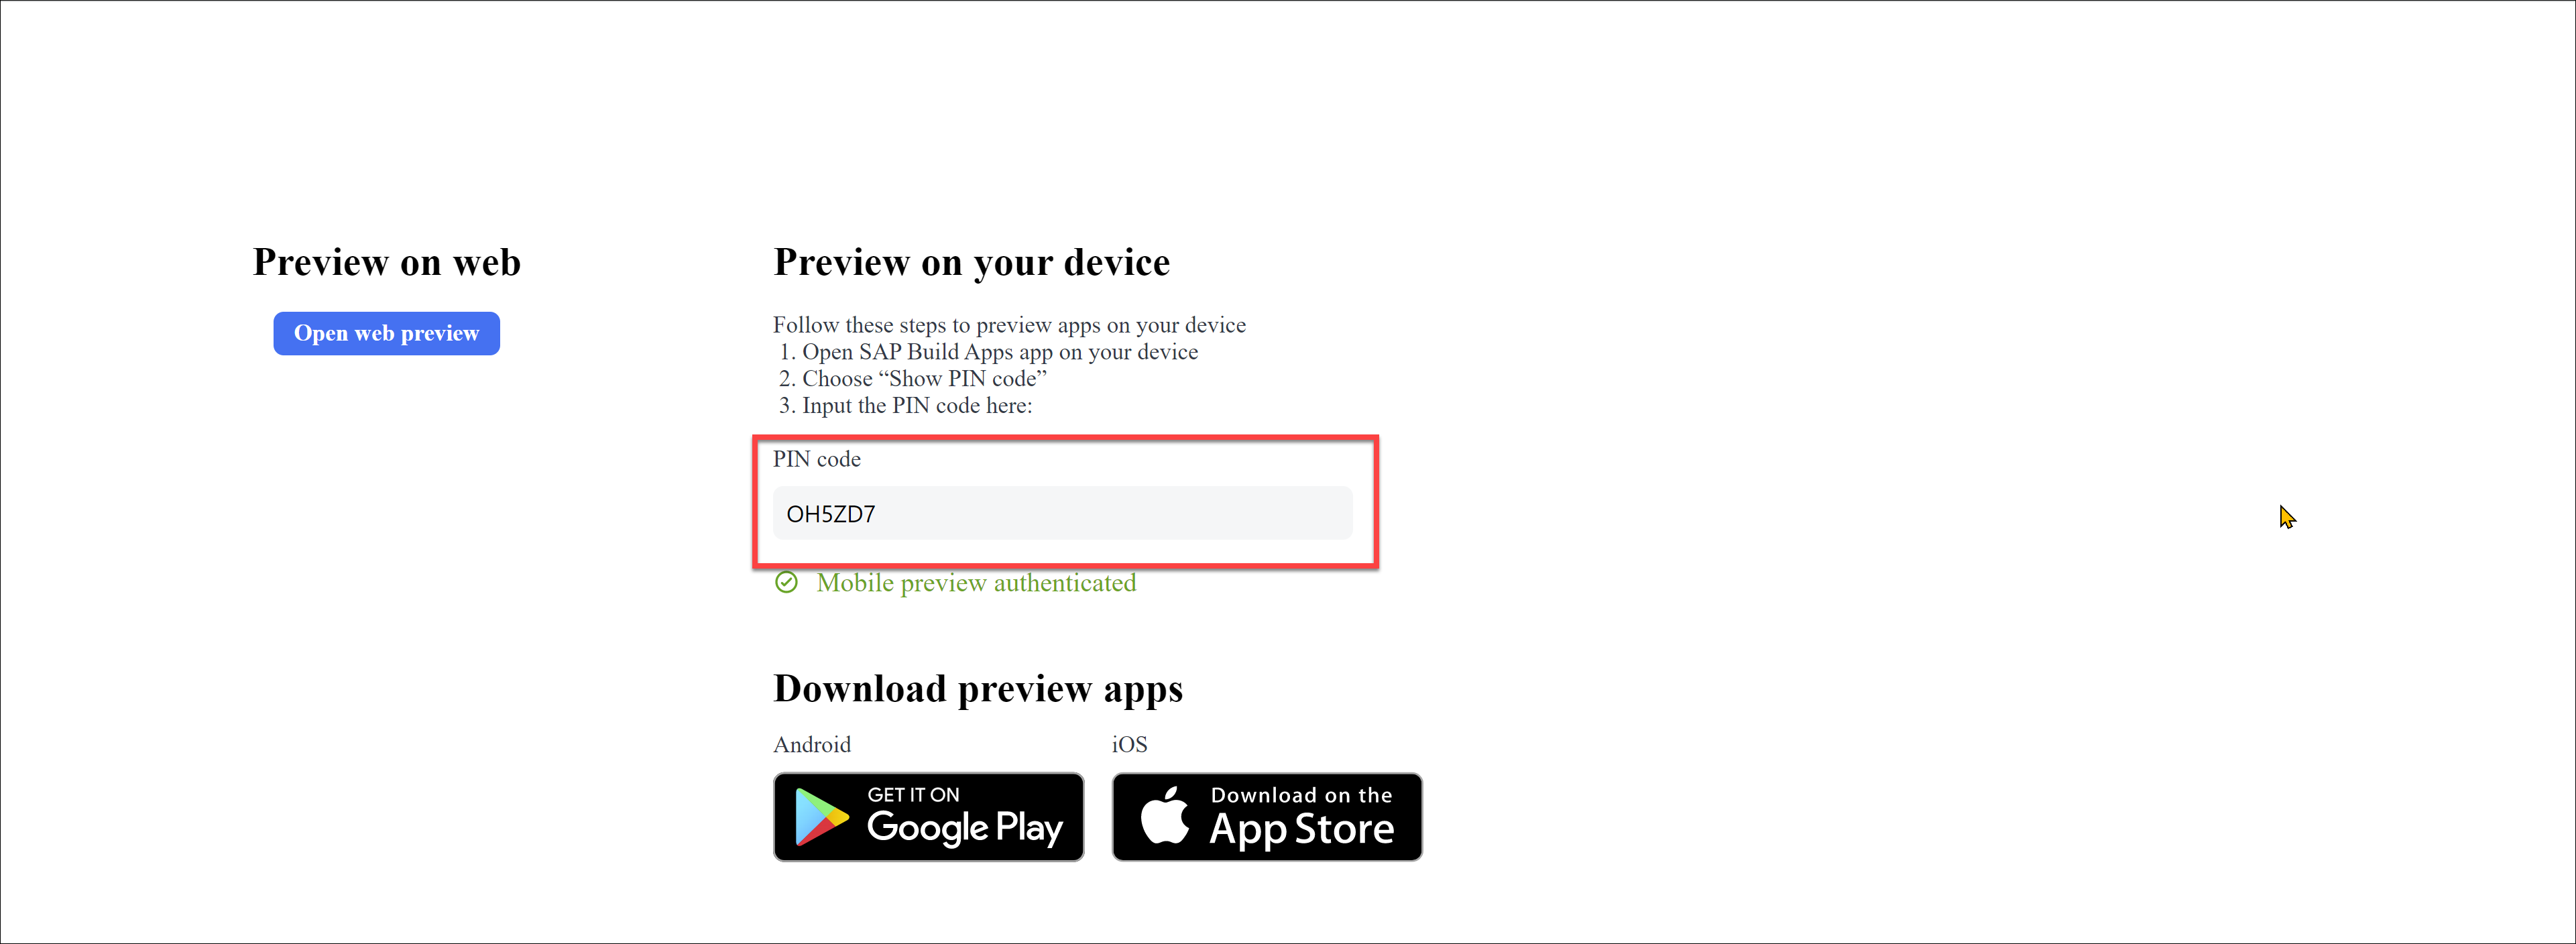 Preview on web
Open web preview
Preview on your device
Follow these steps to preview apps on your device
1. Open SAP Build Apps app on your device
2. Choose “Show PIN code”
3. Input the PIN code here:
PIN code
OH5ZD7
Mobile preview authenticated
Download preview apps
Android
GET IT ON
Google Play
iOS
Download on the
App Store